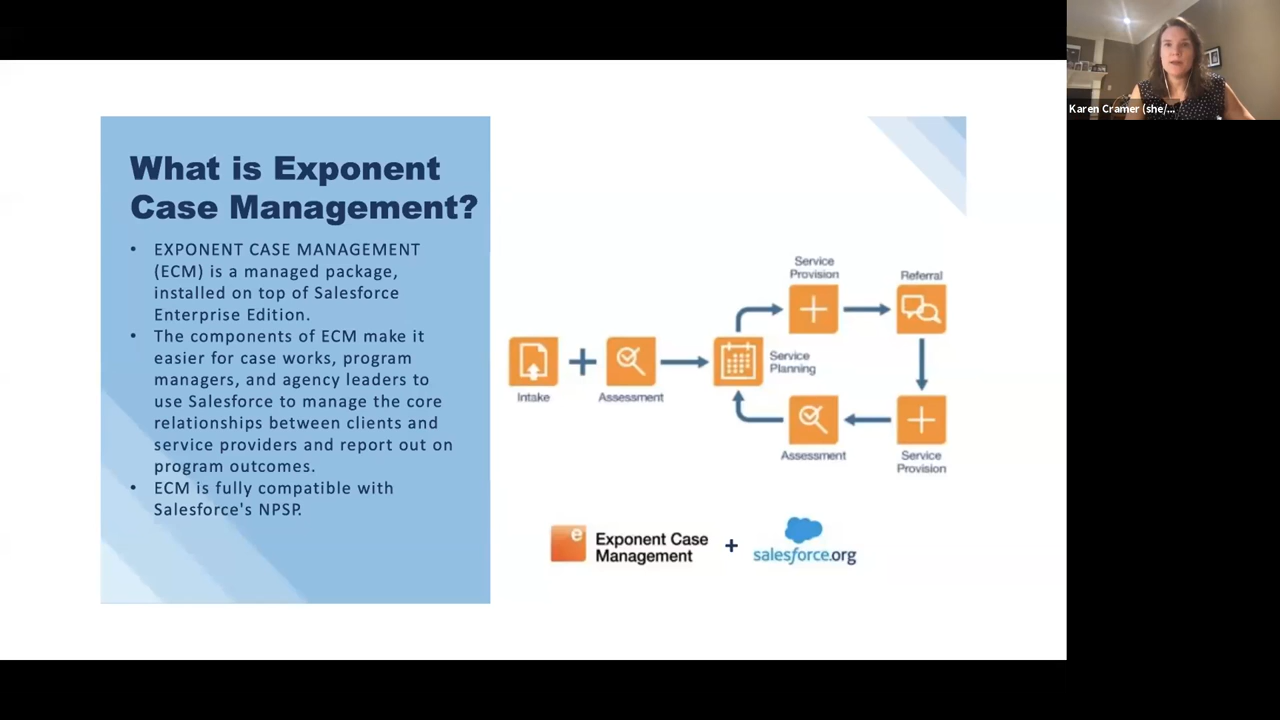 Karen Cramer (she/...
What is Exponent
Case Management?
• EXPONENT CASE MANAGEMENT
(ECM) is a managed package,
installed on top of Salesforce
Enterprise Edition.
• The components of ECM make it
easier for case works, program
managers, and agency leaders to
use Salesforce to manage the core
relationships between clients and
service providers and report out on
program outcomes.
• ECM is fully compatible with
Salesforce's NPSP.
Intake
Assessment
Service
Planning
Service
Provision
Referral
Service
Provision
Assessment
e
Exponent Case
Management
+
salesforce.org